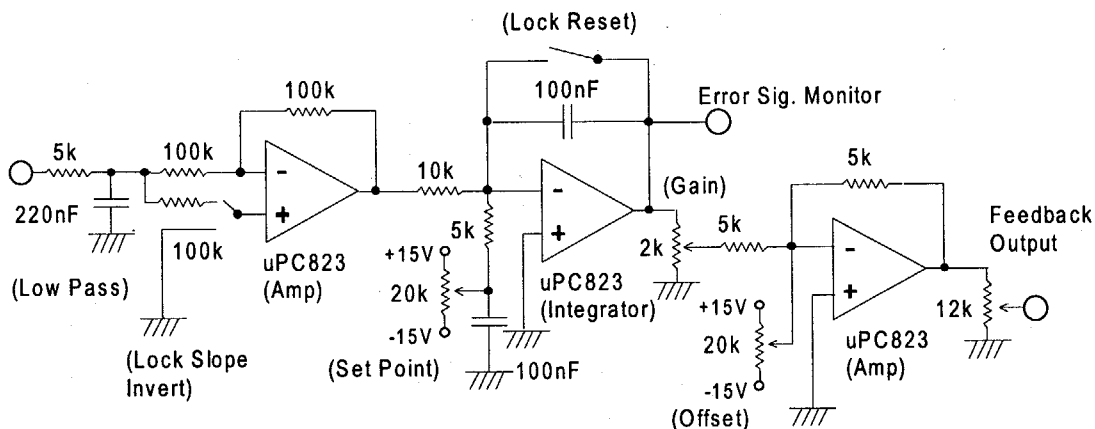 (Lock Reset)
100k
100nF
Error Sig. Monitor
5k
100k
10k
5k
(Gain)
220nF
100k
5k
5k
2k
Feedback
Output
uPC823
(Amp)
+15V
20k
-15V
uPC823
(Integrator)
(Low Pass)
+15V
20k
-15V
uPC823
(Amp)
12k
(Lock Slope
Invert)
(Set Point)
100nF
(Offset)